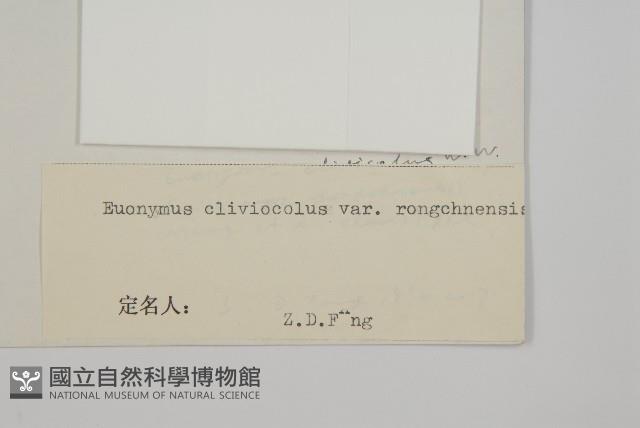 W. W.
Euonymus cliviocolus var. rongchnensis
定名人:
Z.D.F^^ng
國立自然科學博物館
NATIONAL MUSEUM OF NATURAL SCIENCE